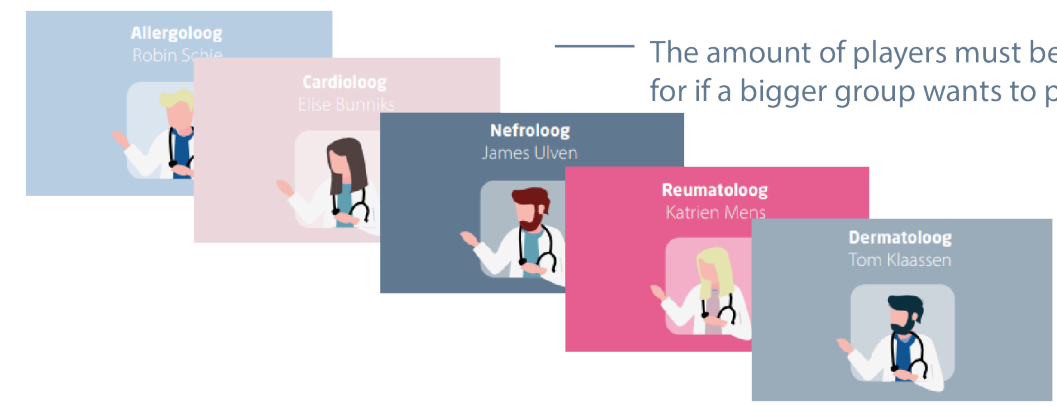 Allergoloog
Robin Schie
Cardioloog
Elise Bunniks
Nefroloog
James Ulven
Reumatoloog
Katrien Mens
Dermatoloog
Tom Klaassen
The amount of players must be
for if a bigger group wants to